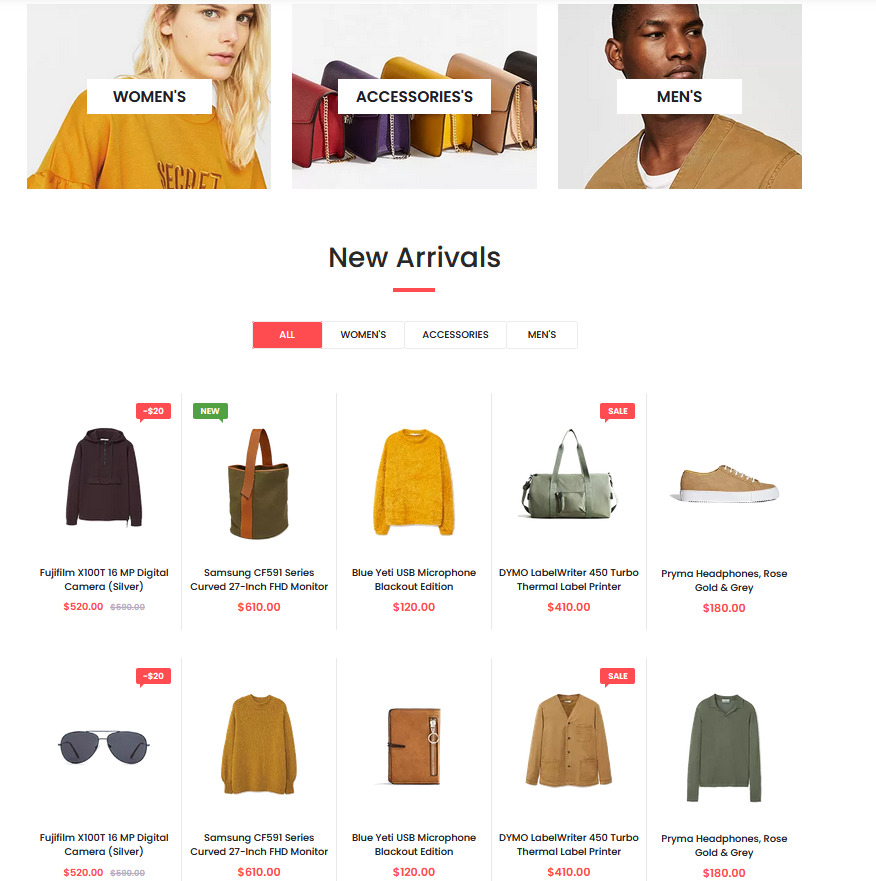 WOMEN'S
ACCESSORIES'S
MEN'S
SECRET
New Arrivals
ALL
WOMEN'S
ACCESSORIES
MEN'S
-$20
NEW
SALE
Fujifilm X100T 16 MP Digital
Camera (Silver)
$520.00 $590.00
Samsung CF591 Series
Curved 27-Inch FHD Monitor
$610.00
Blue Yeti USB Microphone
Blackout Edition
$120.00
DYMO LabelWriter 450 Turbo
Thermal Label Printer
$410.00
Pryma Headphones, Rose
Gold & Grey
$180.00
-$20
SALE
Fujifilm X100T 16 MP Digital
Camera (Silver)
$520.00 $590.00
Samsung CF591 Series
Curved 27-Inch FHD Monitor
$610.00
Blue Yeti USB Microphone
Blackout Edition
$120.00
DYMO LabelWriter 450 Turbo
Thermal Label Printer
$410.00
Pryma Headphones, Rose
Gold & Grey
$180.00